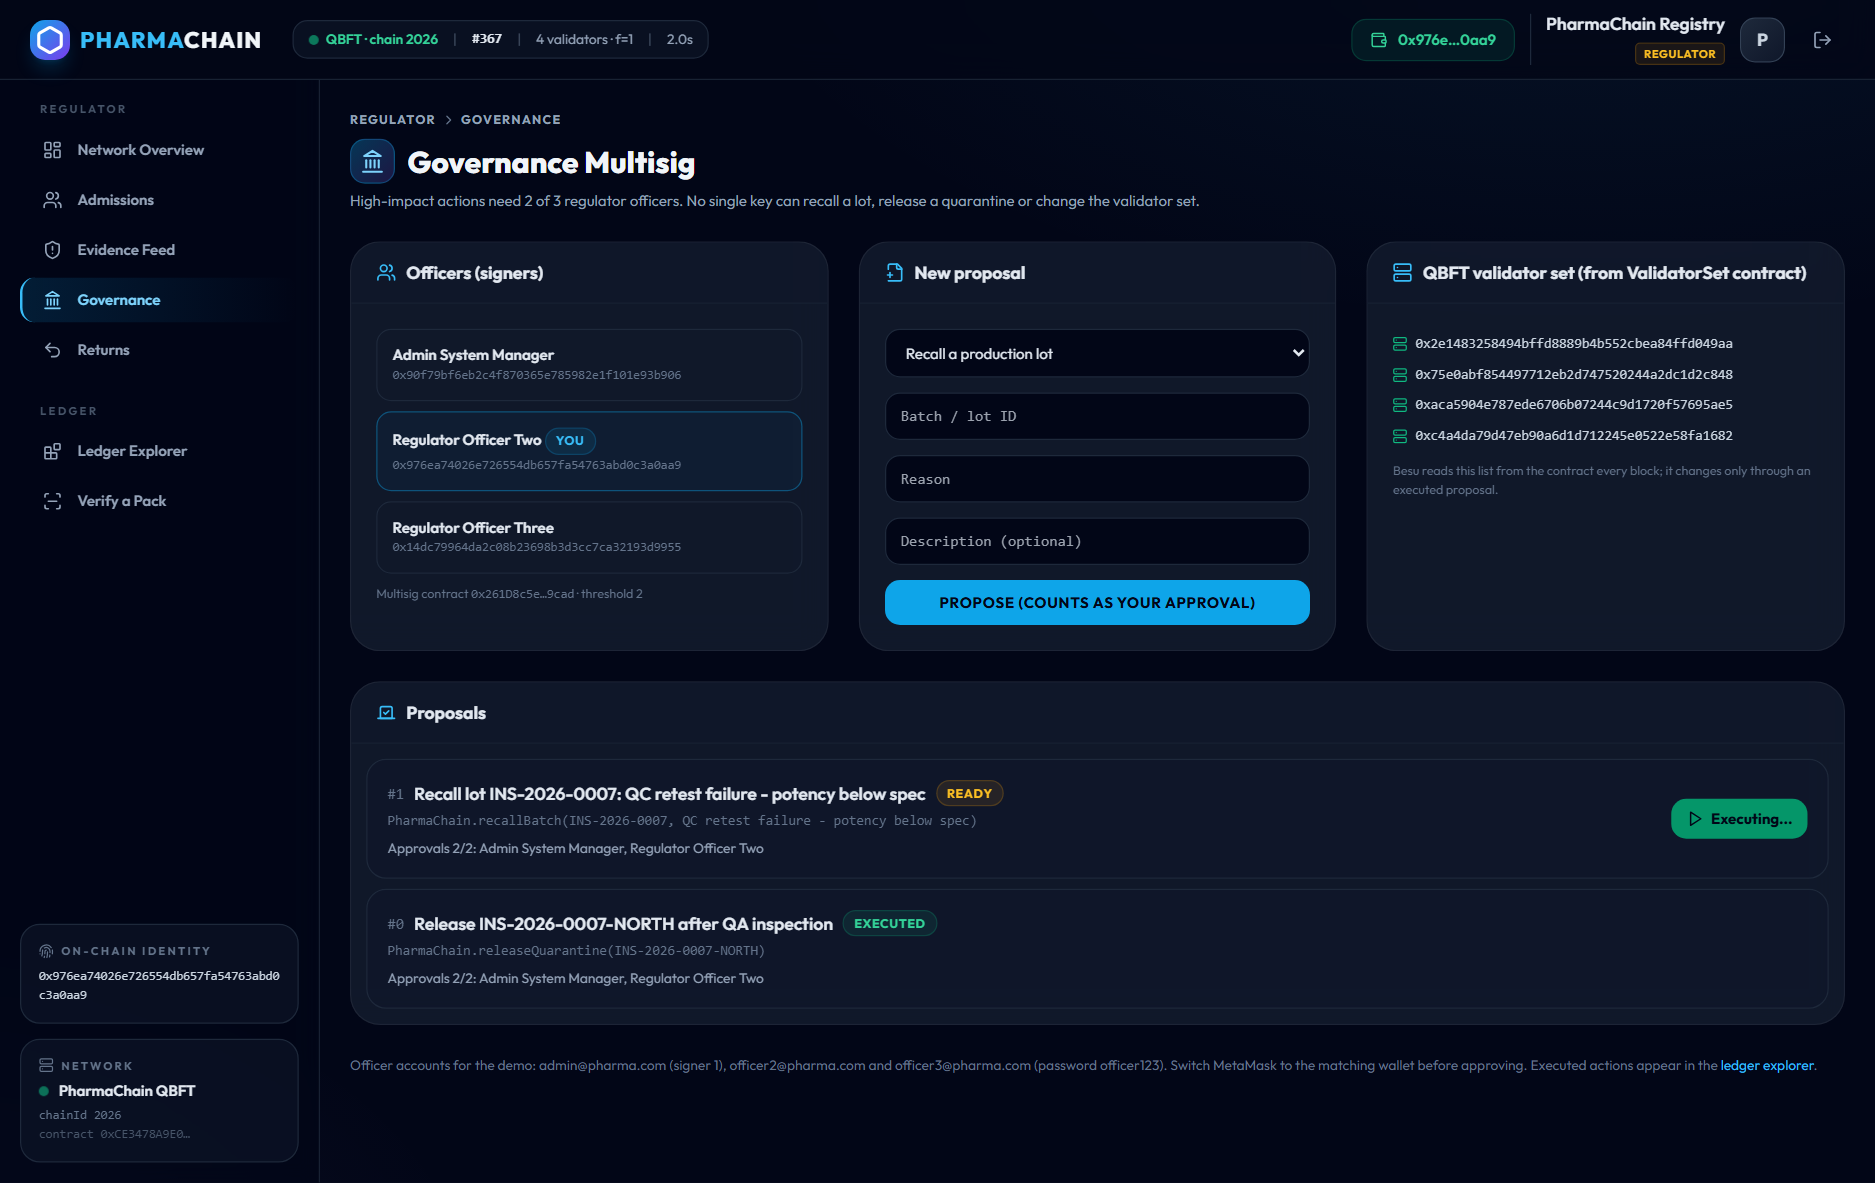 PHARMACHAIN
QBFT · chain 2026 | #367 | 4 validators · f=1 | 2.0s
0x976e...0aa9
PharmaChain Registry
REGULATOR
P
REGULATOR
Network Overview
Admissions
Evidence Feed
Governance
Returns
LEDGER
Ledger Explorer
Verify a Pack
ON-CHAIN IDENTITY
0x976ea74026e726554db657fa54763abd0
c3a0aa9
NETWORK
PharmaChain QBFT
chainId 2026
contract 0xCE3478A9E0…
REGULATOR > GOVERNANCE
Governance Multisig
High-impact actions need 2 of 3 regulator officers. No single key can recall a lot, release a quarantine or change the validator set.
Officers (signers)
Admin System Manager
0x90f79bf6eb2c4f870365e785982e1f101e93b906
Regulator Officer Two YOU
0x976ea74026e726554db657fa54763abd0c3a0aa9
Regulator Officer Three
0x14dc79964da2c08b23698b3d3cc7ca32193d9955
Multisig contract 0x261D8c5e…9cad · threshold 2
New proposal
Recall a production lot
Batch / lot ID
Reason
Description (optional)
PROPOSE (COUNTS AS YOUR APPROVAL)
QBFT validator set (from ValidatorSet contract)
0x2e1483258494bffd8889b4b552cbea84ffd049aa
0x75e0abf854497712eb2d747520244a2dc1d2c848
0xaca5904e787ede6706b07244c9d1720f57695ae5
0xc4a4da79d47eb90a6d1d712245e0522e58fa1682
Besu reads this list from the contract every block; it changes only through an
executed proposal.
Proposals
#1 Recall lot INS-2026-0007: QC retest failure - potency below spec READY
PharmaChain.recallBatch(INS-2026-0007, QC retest failure - potency below spec)
Approvals 2/2: Admin System Manager, Regulator Officer Two
Executing...
#0 Release INS-2026-0007-NORTH after QA inspection EXECUTED
PharmaChain.releaseQuarantine(INS-2026-0007-NORTH)
Approvals 2/2: Admin System Manager, Regulator Officer Two
Officer accounts for the demo: admin@pharma.com (signer 1), officer2@pharma.com and officer3@pharma.com (password officer123). Switch MetaMask to the matching wallet before approving. Executed actions appear in the ledger explorer.